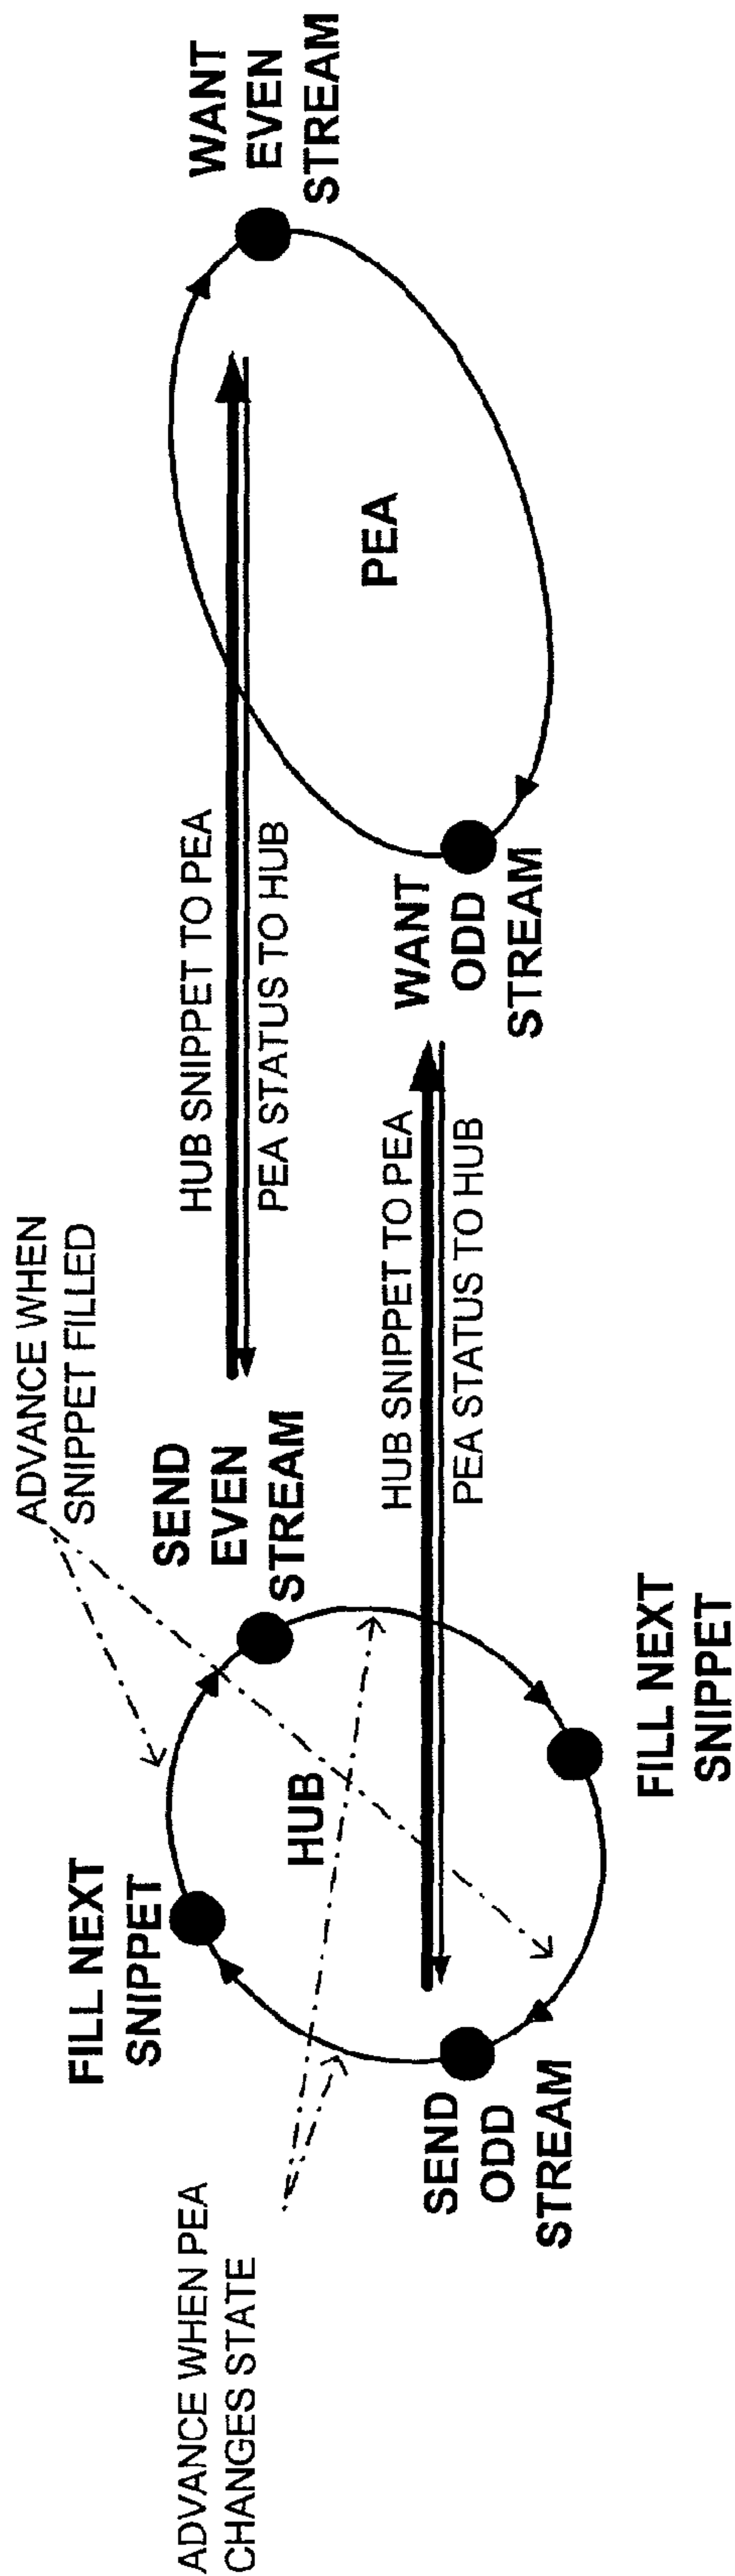 ADVANCE WHEN
SNIPPET FILLED
FILL NEXT
SNIPPET
SEND
EVEN
STREAM
HUB SNIPPET TO PEA
PEA STATUS TO HUB
WANT
EVEN
STREAM
ADVANCE WHEN PEA
CHANGES STATE
HUB
PEA
SEND
ODD
STREAM
HUB SNIPPET TO PEA
PEA STATUS TO HUB
WANT
ODD
STREAM
FILL NEXT
SNIPPET